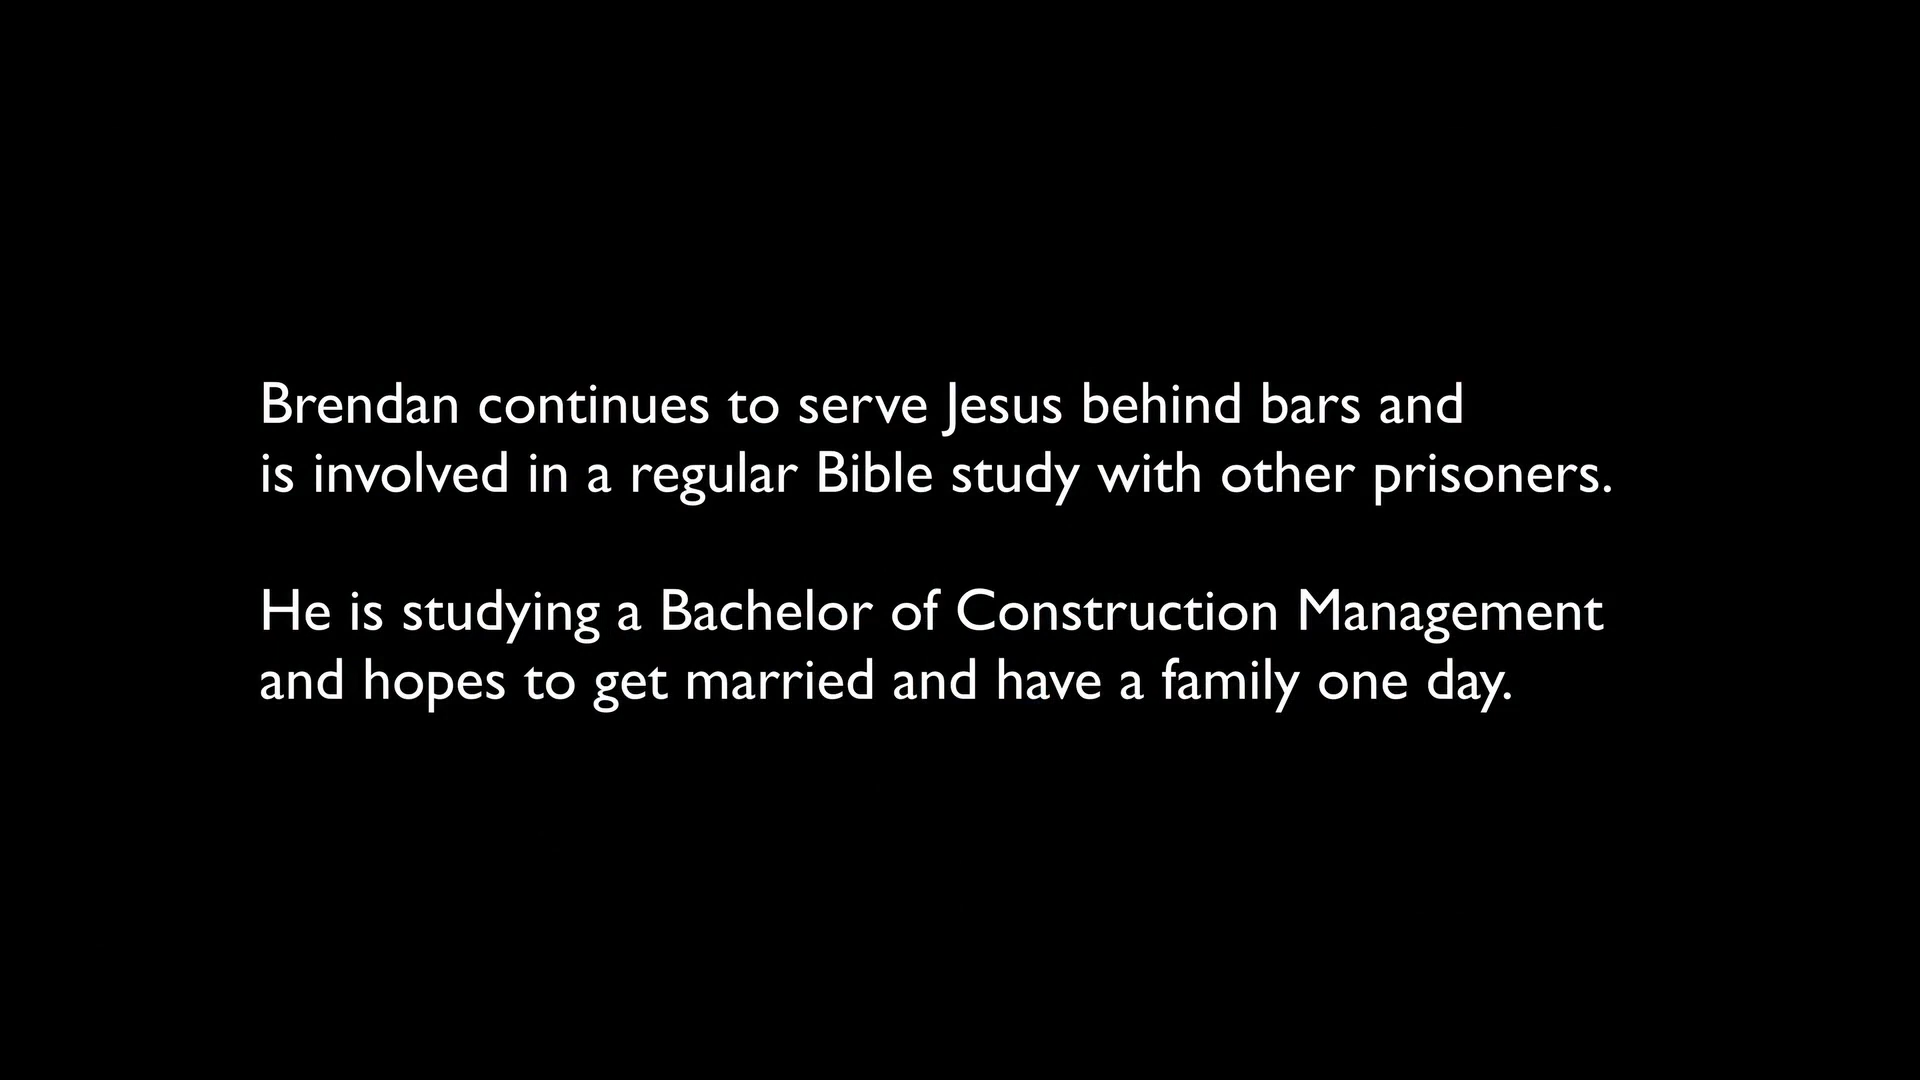 Brendan continues to serve Jesus behind bars and
is involved in a regular Bible study with other prisoners.
He is studying a Bachelor of Construction Management
and hopes to get married and have a family one day.